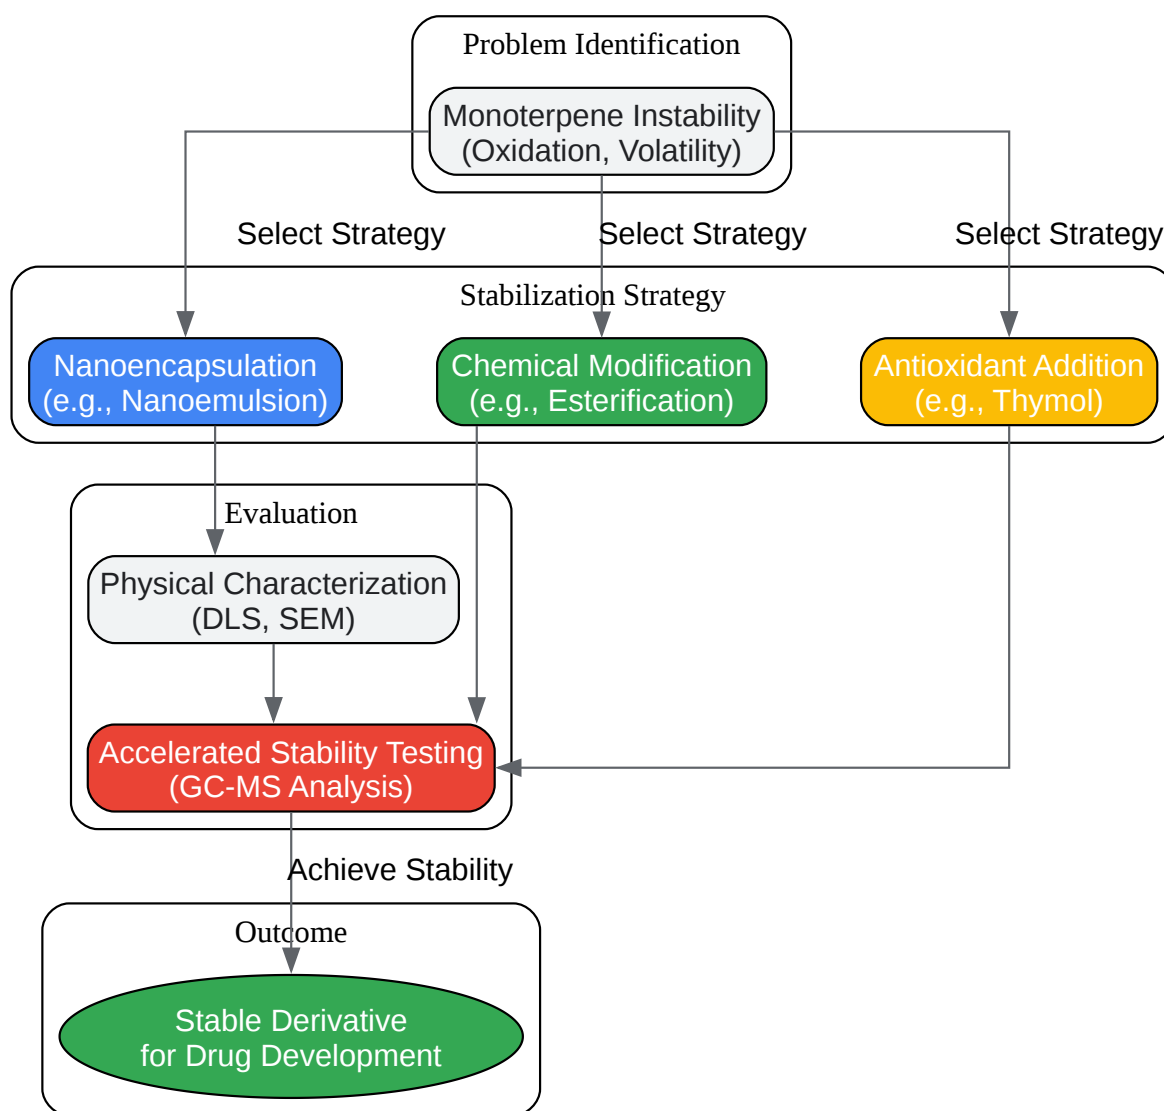 Problem Identification
Monoterpene Instability
(Oxidation, Volatility)
Select Strategy
Select Strategy
Select Strategy
Stabilization Strategy
Nanoencapsulation
(e.g., Nanoemulsion)
Chemical Modification
(e.g., Esterification)
Antioxidant Addition
(e.g., Thymol)
Evaluation
Physical Characterization
(DLS, SEM)
Accelerated Stability Testing
(GC-MS Analysis)
Achieve Stability
Outcome
Stable Derivative
for Drug Development